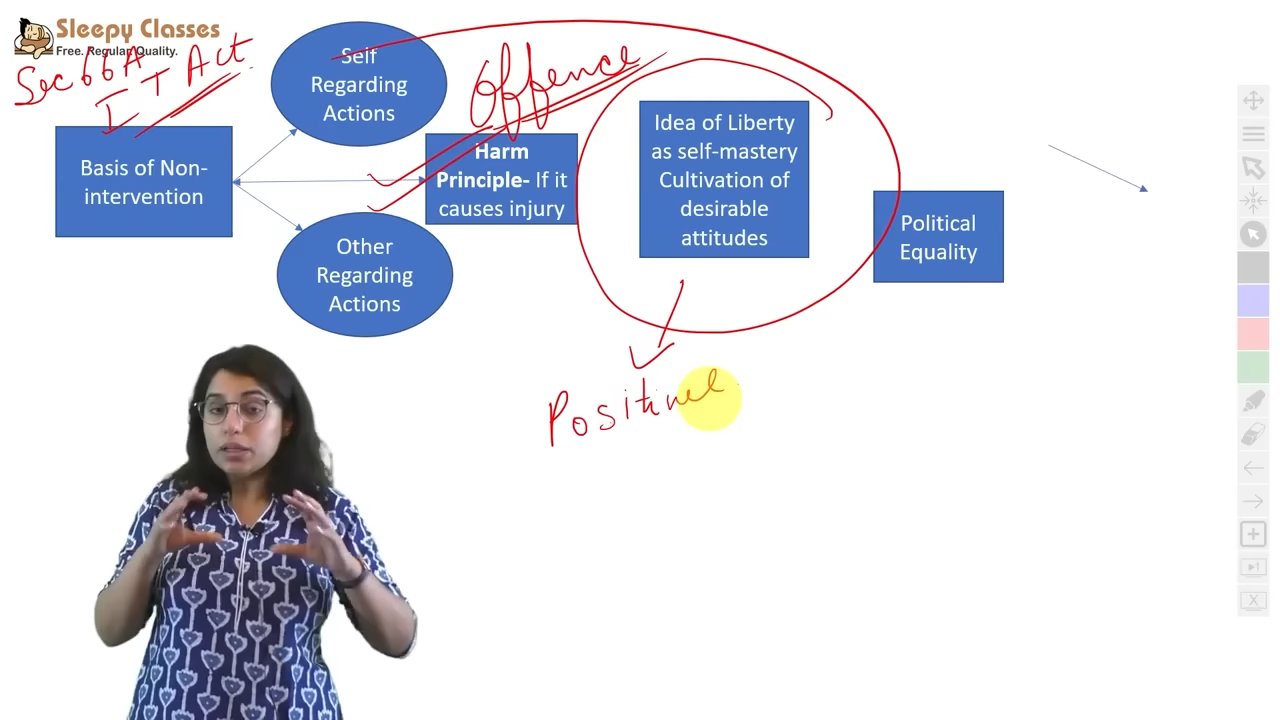 Sleepy Classes
Free. Regular. Quality.
Sec 66A
I T Act
Self
Regarding
Actions
Offence
Basis of Non-
intervention
Harm
Principle- If it
causes injury
Other
Regarding
Actions
Idea of Liberty
as self-mastery
Cultivation of
desirable
attitudes
Political
Equality